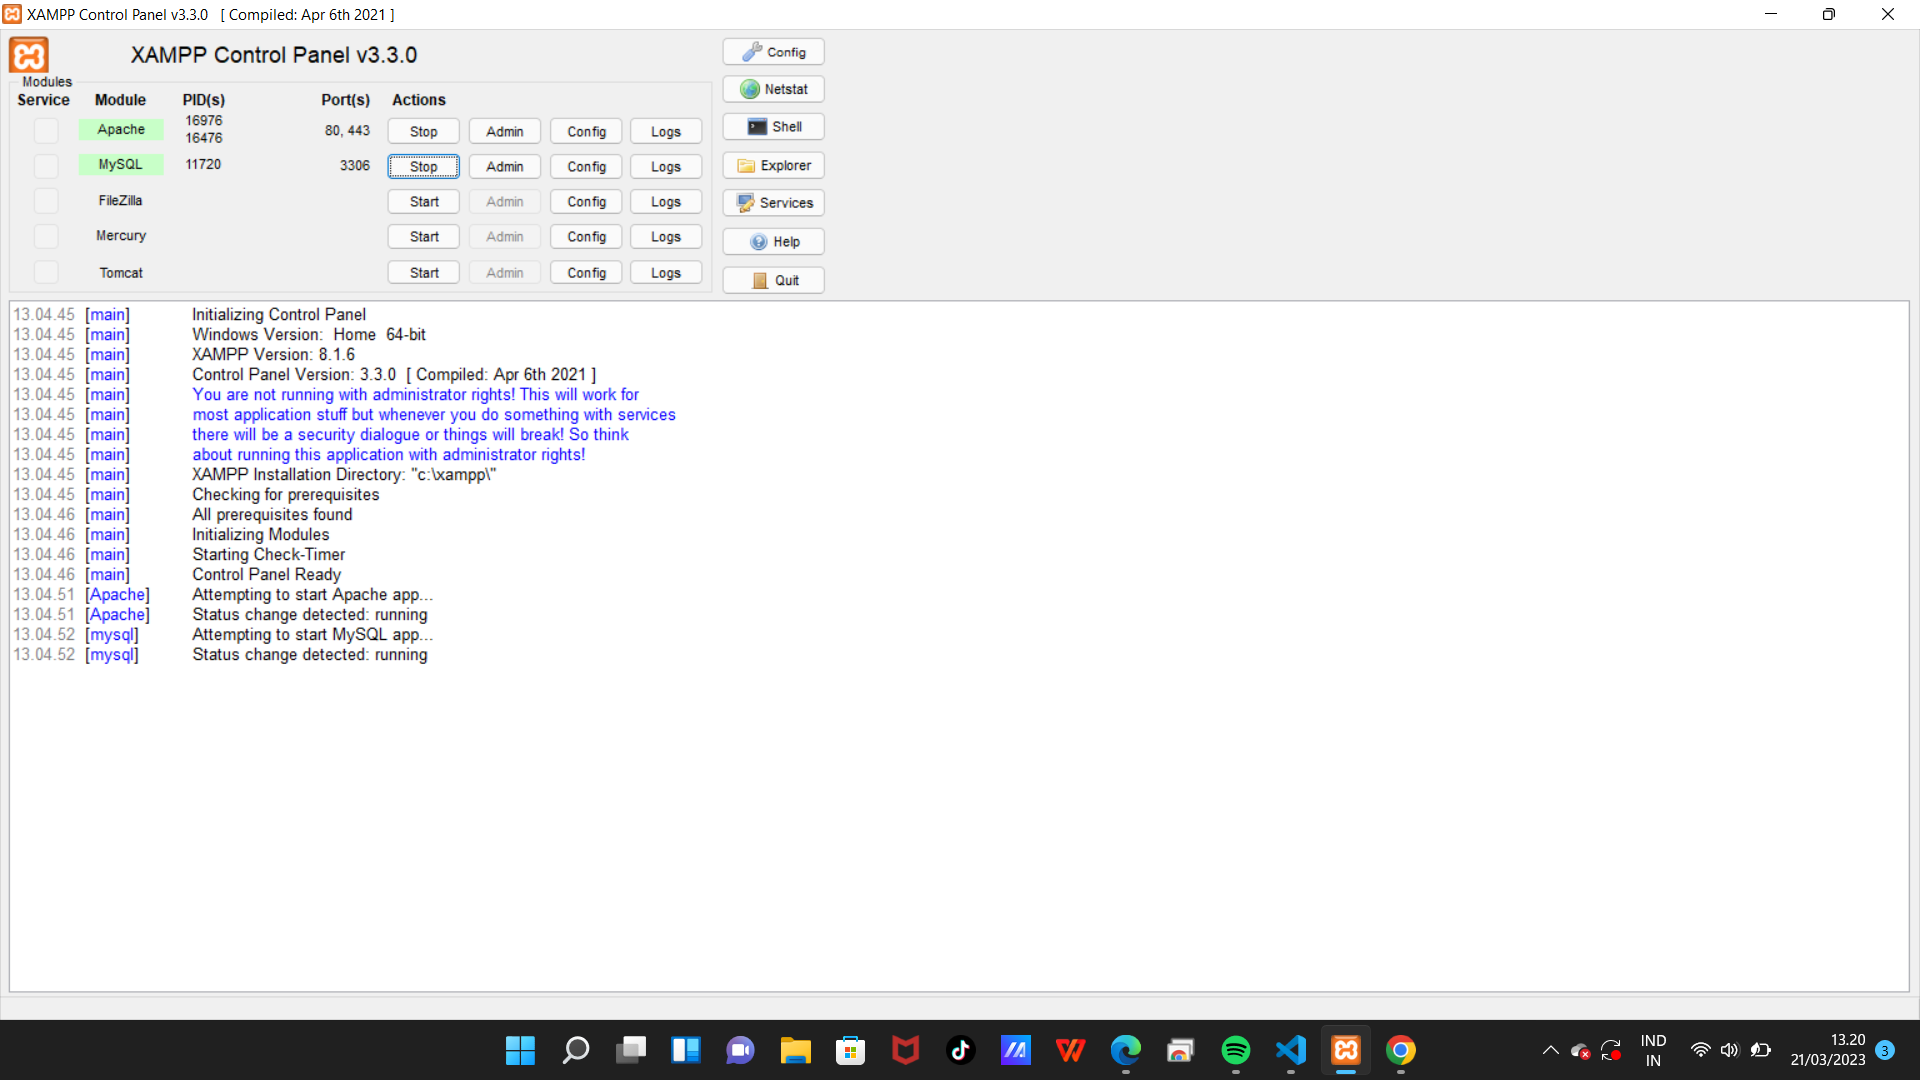 XAMPP Control Panel v3.3.0 [ Compiled: Apr 6th 2021 ]
XAMPP Control Panel v3.3.0
Modules
Service Module PID(s) Port(s) Actions
Apache 16976 16476 80, 443 Stop Admin Config Logs
MySQL 11720 3306 Stop Admin Config Logs
FileZilla Start Admin Config Logs
Mercury Start Admin Config Logs
Tomcat Start Admin Config Logs
Config
Netstat
Shell
Explorer
Services
Help
Quit
13.04.45 [main] Initializing Control Panel
13.04.45 [main] Windows Version: Home 64-bit
13.04.45 [main] XAMPP Version: 8.1.6
13.04.45 [main] Control Panel Version: 3.3.0 [ Compiled: Apr 6th 2021 ]
13.04.45 [main] You are not running with administrator rights! This will work for
13.04.45 [main] most application stuff but whenever you do something with services
13.04.45 [main] there will be a security dialogue or things will break! So think
13.04.45 [main] about running this application with administrator rights!
13.04.45 [main] XAMPP Installation Directory: "c:\xampp\"
13.04.45 [main] Checking for prerequisites
13.04.46 [main] All prerequisites found
13.04.46 [main] Initializing Modules
13.04.46 [main] Starting Check-Timer
13.04.46 [main] Control Panel Ready
13.04.51 [Apache] Attempting to start Apache app...
13.04.51 [Apache] Status change detected: running
13.04.52 [mysql] Attempting to start MySQL app...
13.04.52 [mysql] Status change detected: running
IND
IN
13.20
21/03/2023
3